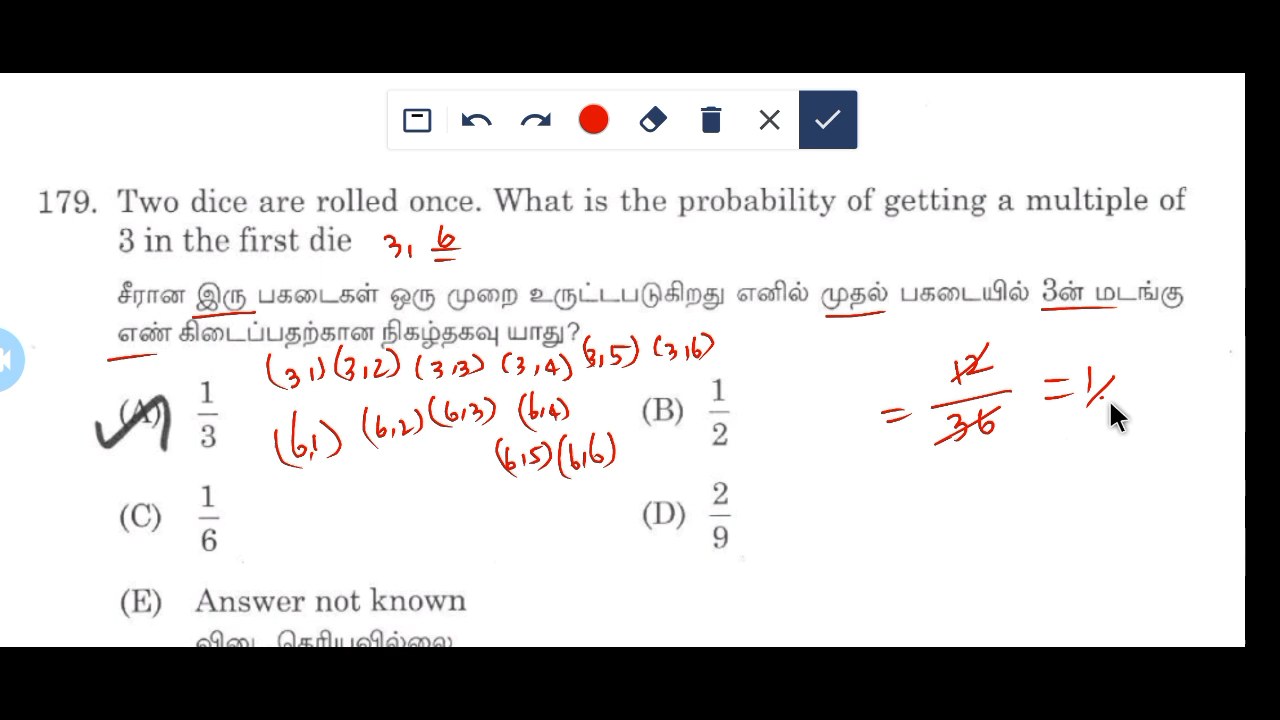 179. Two dice are rolled once. What is the probability of getting a multiple of
3 in the first die 3, 6
சீரான இரு பகடைகள் ஒரு முறை உருட்டபடுகிறது எனில் முதல் பகடையில் 3ன் மடங்கு
எண் கிடைப்பதற்கான நிகழ்தகவு யாது?
(3,1) (3,2) (3,3) (3,4) (3,5) (3,6)
(A) 1/3
(6,1) (6,2) (6,3) (6,4)
(6,5) (6,6)
(B) 1/2
= 12/36 = 1/
(C) 1/6
(D) 2/9
(E) Answer not known
விடை தெரியவில்லை